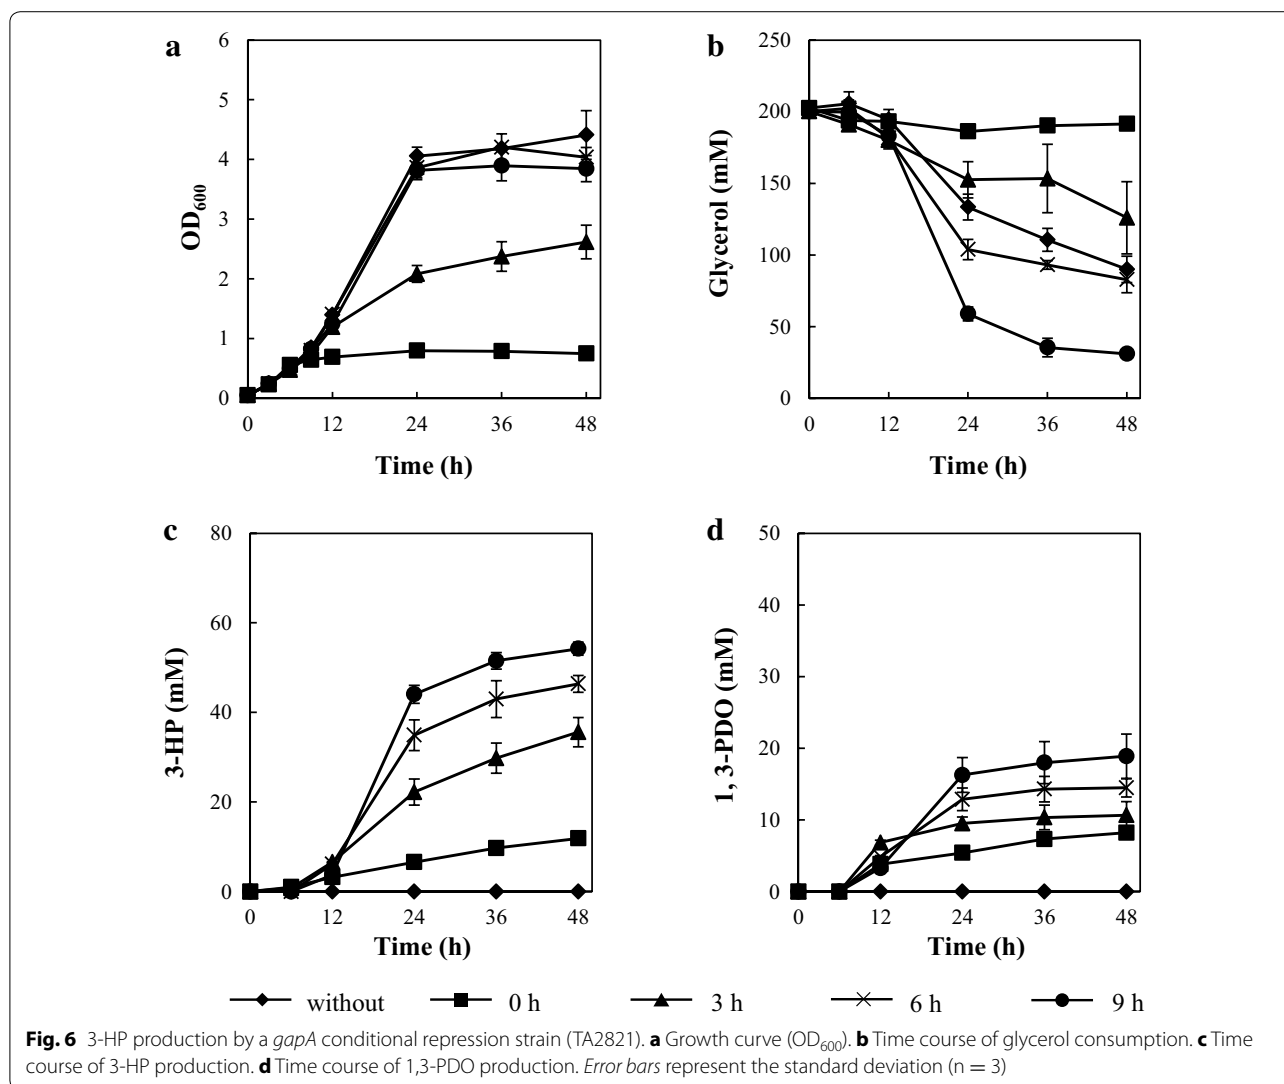 a
6
5
4
3
2
1
0
OD600
0 12 24 36 48
Time (h)
b
250
200
150
100
50
0
Glycerol (mM)
0 12 24 36 48
Time (h)
c
80
60
40
20
0
3-HP (mM)
0 12 24 36 48
Time (h)
d
50
40
30
20
10
0
1, 3-PDO (mM)
0 12 24 36 48
Time (h)
without 0 h 3 h 6 h 9 h
Fig. 6 3-HP production by a gapA conditional repression strain (TA2821). a Growth curve (OD600). b Time course of glycerol consumption. c Time
course of 3-HP production. d Time course of 1,3-PDO production. Error bars represent the standard deviation (n = 3)